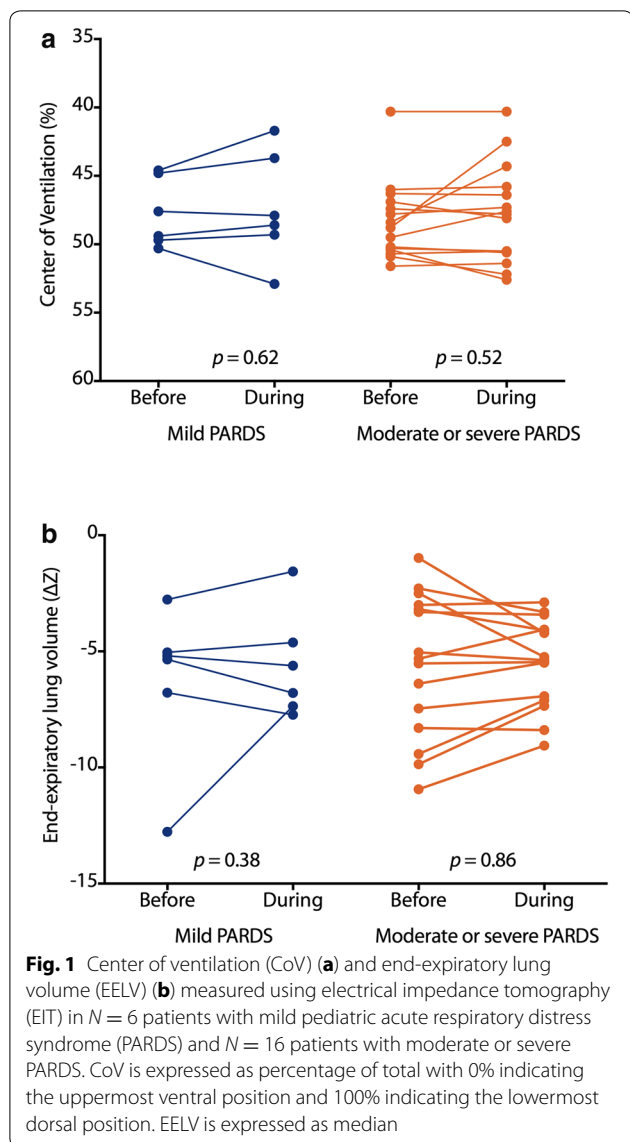 a
35
40
45
50
55
60
Center of Ventilation (%)
p = 0.62
p = 0.52
Before
During
Before
During
Mild PARDS
Moderate or severe PARDS
b
0
-5
-10
-15
End-expiratory lung volume (ΔZ)
p = 0.38
p = 0.86
Before
During
Before
During
Mild PARDS
Moderate or severe PARDS
Fig. 1 Center of ventilation (CoV) (a) and end-expiratory lung
volume (EELV) (b) measured using electrical impedance tomography
(EIT) in N = 6 patients with mild pediatric acute respiratory distress
syndrome (PARDS) and N = 16 patients with moderate or severe
PARDS. CoV is expressed as percentage of total with 0% indicating
the uppermost ventral position and 100% indicating the lowermost
dorsal position. EELV is expressed as median